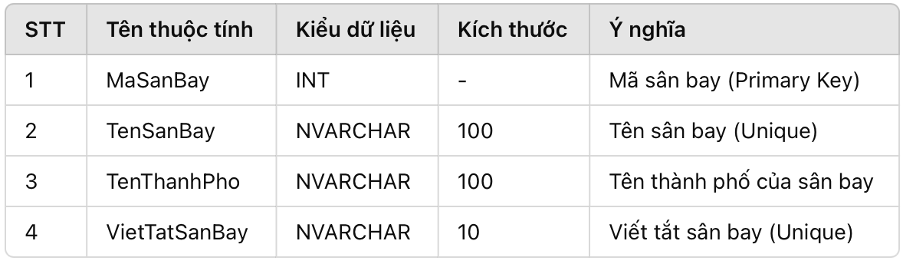 STT Tên thuộc tính Kiểu dữ liệu Kích thước Ý nghĩa
1 MaSanBay INT - Mã sân bay (Primary Key)
2 TenSanBay NVARCHAR 100 Tên sân bay (Unique)
3 TenThanhPho NVARCHAR 100 Tên thành phố của sân bay
4 VietTatSanBay NVARCHAR 10 Viết tắt sân bay (Unique)